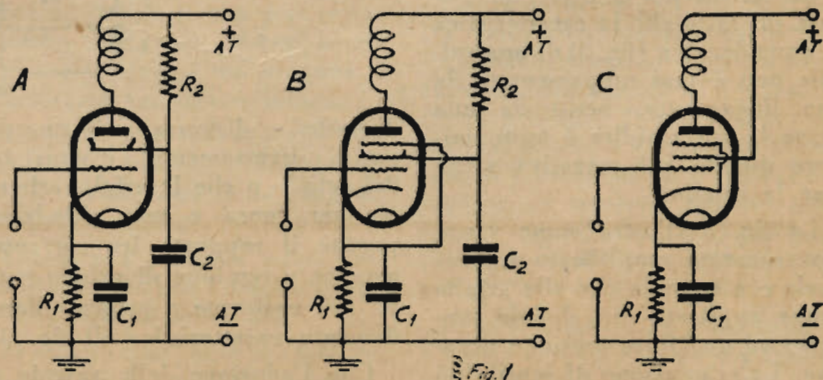 A
R₂
+
AT
C₂
R₁
C₁
AT
−
B
R₂
+
AT
C₂
R₁
C₁
AT
−
C
+
AT
R₁
C₁
AT
−
Fig. 1